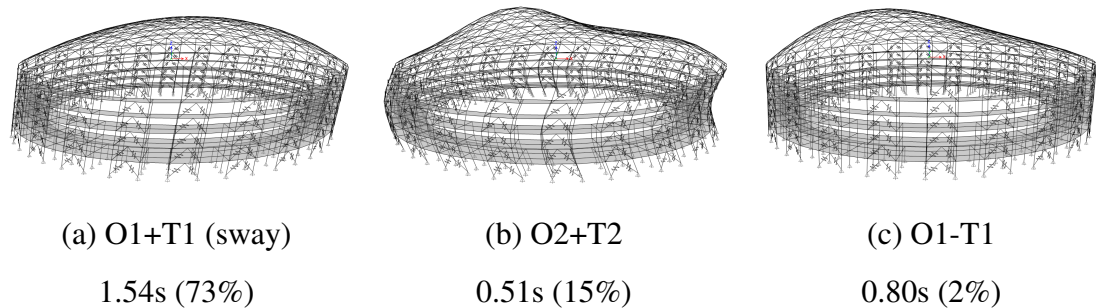 (a) O1+T1 (sway)
(b) O2+T2
(c) O1-T1
1.54s (73%)
0.51s (15%)
0.80s (2%)